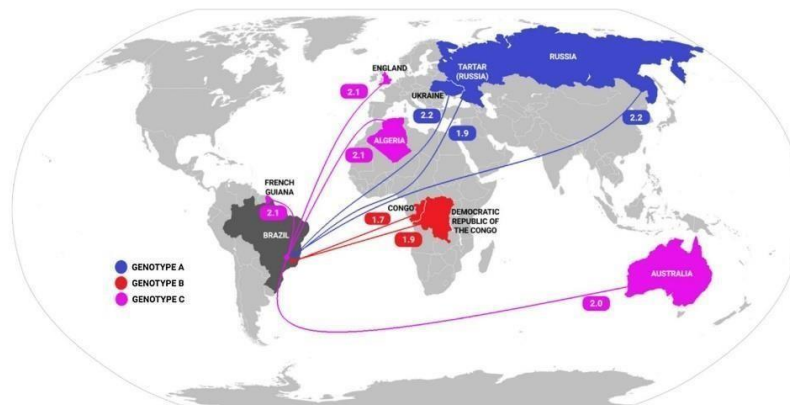 ENGLAND
TARTAR
(RUSSIA)
RUSSIA
2.1
UKRAINE
2.2
1.9
2.2
ALGERIA
2.1
FRENCH
GUIANA
2.1
CONGO
DEMOCRATIC
REPUBLIC OF
THE CONGO
1.7
BRAZIL
1.9
GENOTYPE A
GENOTYPE B
GENOTYPE C
AUSTRALIA
2.0